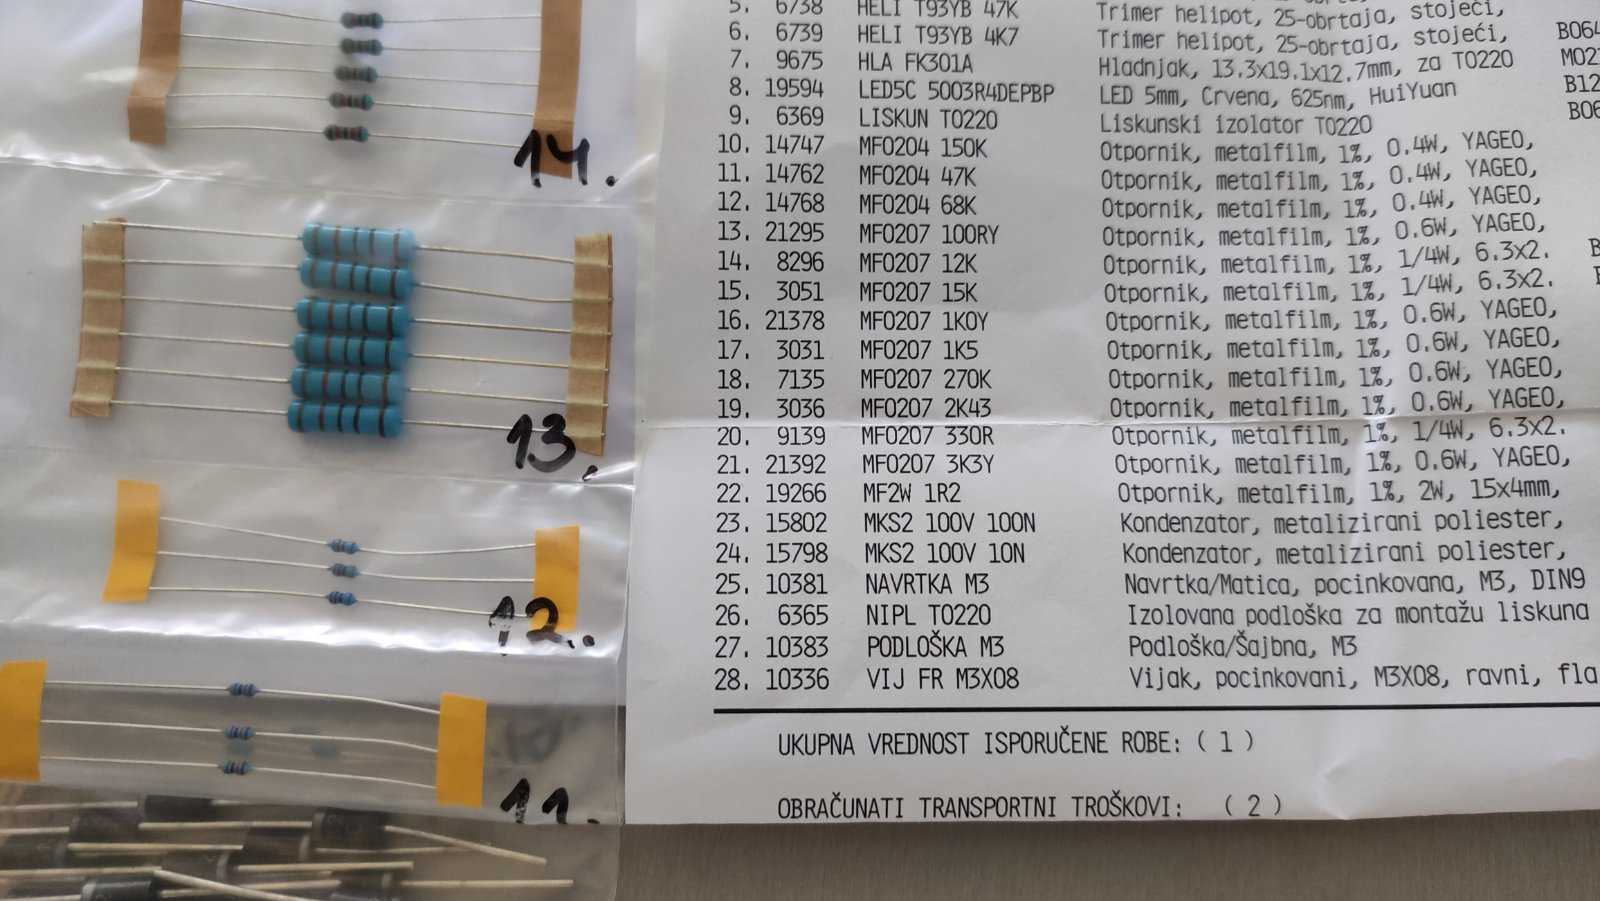 14.
13.
12..
11.
5. 6738 HELI T93YB 47K Trimer helipot, 25-obrtaja, stojeći,
6. 6739 HELI T93YB 4K7 Trimer helipot, 25-obrtaja, stojeći, B064
7. 9675 HLA FK301A Hladnjak, 13.3x19.1x12.7mm, za TO220 M02
8. 19594 LED5C 5003R4DEPBP LED 5mm, Crvena, 625nm, HuiYuan B12
9. 6369 LISKUN TO220 Liskunski izolator TO220 B06
10. 14747 MF0204 150K Otpornik, metalfilm, 1%, 0.4W, YAGEO,
11. 14762 MF0204 47K Otpornik, metalfilm, 1%, 0.4W, YAGEO,
12. 14768 MF0204 68K Otpornik, metalfilm, 1%, 0.4W, YAGEO,
13. 21295 MF0207 100RY Otpornik, metalfilm, 1%, 0.6W, YAGEO,
14. 8296 MF0207 12K Otpornik, metalfilm, 1%, 1/4W, 6.3x2.
15. 3051 MF0207 15K Otpornik, metalfilm, 1%, 1/4W, 6.3x2.
16. 21378 MF0207 1K0Y Otpornik, metalfilm, 1%, 0.6W, YAGEO,
17. 3031 MF0207 1K5 Otpornik, metalfilm, 1%, 0.6W, YAGEO,
18. 7135 MF0207 270K Otpornik, metalfilm, 1%, 0.6W, YAGEO,
19. 3036 MF0207 2K43 Otpornik, metalfilm, 1%, 0.6W, YAGEO,
20. 9139 MF0207 330R Otpornik, metalfilm, 1%, 1/4W, 6.3x2.
21. 21392 MF0207 3K3Y Otpornik, metalfilm, 1%, 0.6W, YAGEO,
22. 19266 MF2W 1R2 Otpornik, metalfilm, 1%, 2W, 15x4mm,
23. 15802 MKS2 100V 100N Kondenzator, metalizirani poliester,
24. 15798 MKS2 100V 10N Kondenzator, metalizirani poliester,
25. 10381 NAVRTKA M3 Navrtka/Matica, pocinkovana, M3, DIN9
26. 6365 NIPL TO220 Izolovana podloška za montažu liskuna
27. 10383 PODLOŠKA M3 Podloška/Šajbna, M3
28. 10336 VIJ FR M3X08 Vijak, pocinkovani, M3X08, ravni, fla
UKUPNA VREDNOST ISPORUČENE ROBE: ( 1 )
OBRAČUNATI TRANSPORTNI TROŠKOVI: ( 2 )